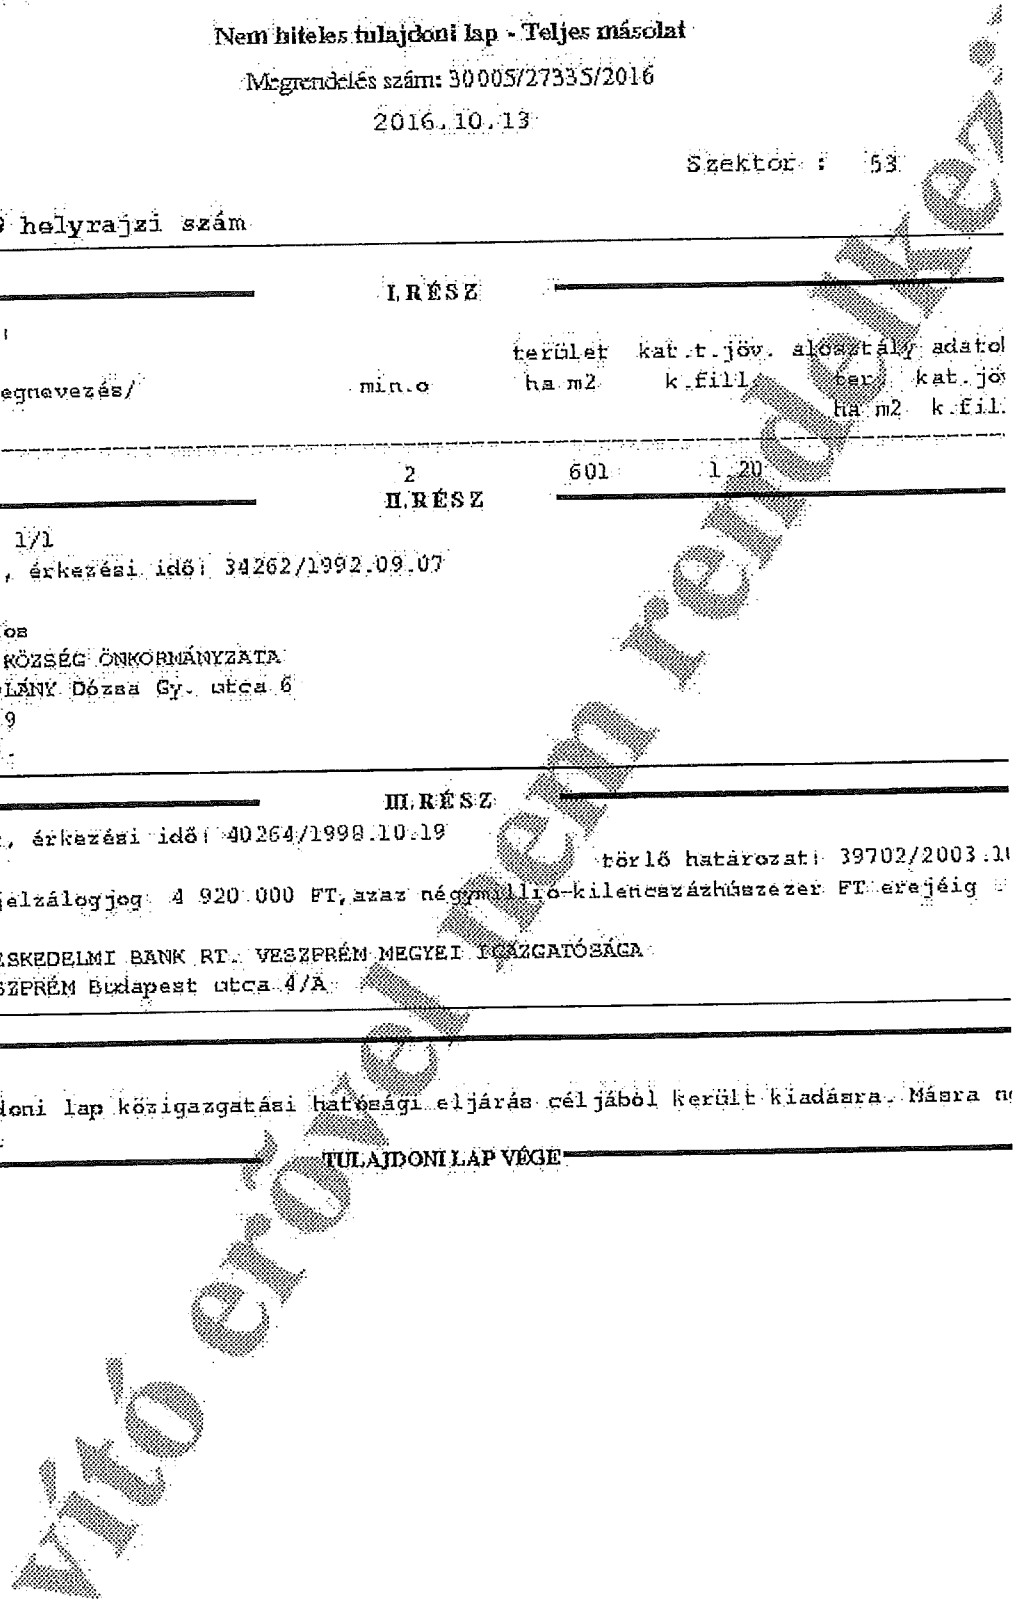 Nem hiteles tulajdoni lap - Teljes másolat
Megrendelés szám: 30005/27335/2016
2016.10.13
Szektor : 53
9 helyrajzi szám
I. RÉSZ
terület kat.t.jöv. alosztály adatok
egnevezés/ min.o ha m2 k.fill. ter. kat.jöv
ha m2 k.fill.
2 601 1.20
II. RÉSZ
1/1
, érkezési idő: 34262/1992.09.07
os
KÖZSÉG ÖNKORMÁNYZATA
LÁNY Dózsa Gy. utca 6
9
III. RÉSZ
, érkezési idő: 40264/1998.10.19
törlő határozat: 39702/2003.1
jelzálogjog 4 920 000 FT, azaz négymillió-kilencszázhúszezer FT erejéig
ESKEDELMI BANK RT. VESZPRÉM MEGYEI IGAZGATÓSÁGA
SZPRÉM Budapest utca 4/A
doni lap közigazgatási hatósági eljárás céljából került kiadásra. Másra n
TULAJDONI LAP VÉGE
vító erővel nem rendelkez